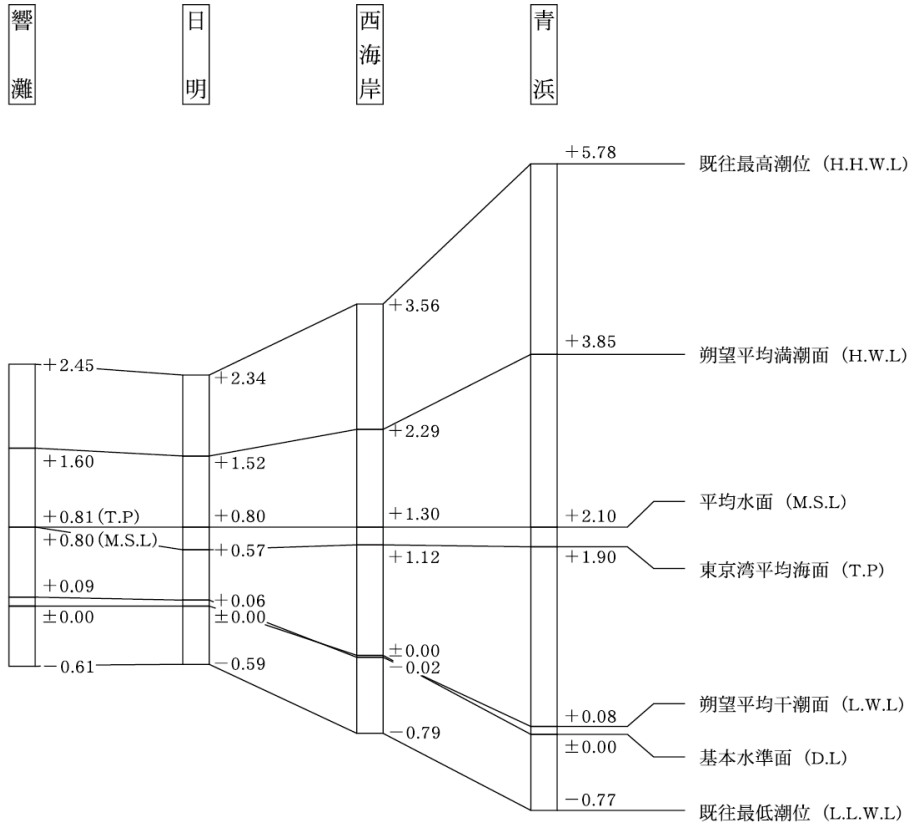 響灘
日明
西海岸
青浜
+5.78
既往最高潮位 (H.H.W.L)
+3.56
+3.85
朔望平均満潮面 (H.W.L)
+2.45
+2.34
+2.29
+1.60
+1.52
平均水面 (M.S.L)
+0.81(T.P)
+0.80
+1.30
+2.10
+0.80(M.S.L)
+0.57
+1.12
+1.90
東京湾平均海面 (T.P)
+0.09
+0.06
±0.00
±0.00
±0.00
-0.02
-0.61
-0.59
朔望平均干潮面 (L.W.L)
+0.08
-0.79
±0.00
基本水準面 (D.L)
-0.77
既往最低潮位 (L.L.W.L)